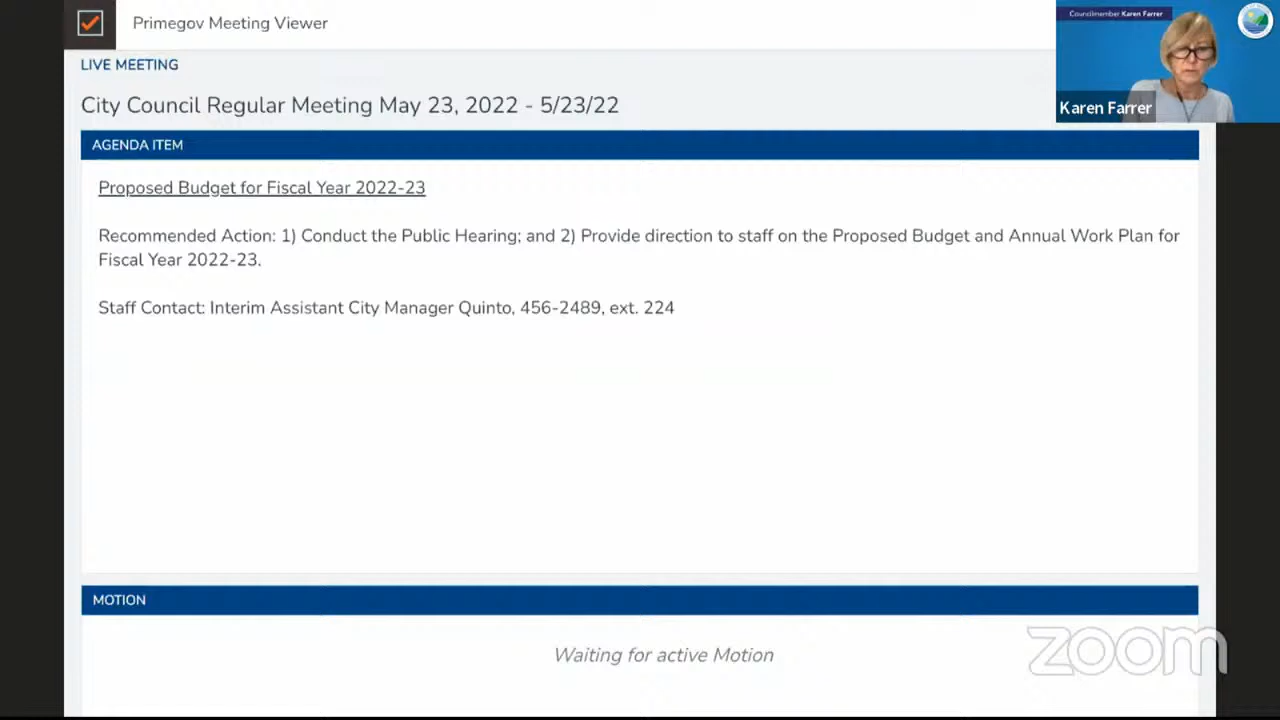 Primegov Meeting Viewer
Councilmember Karen Farrer
LIVE MEETING
City Council Regular Meeting May 23, 2022 - 5/23/22
Karen Farrer
AGENDA ITEM
Proposed Budget for Fiscal Year 2022-23
Recommended Action: 1) Conduct the Public Hearing; and 2) Provide direction to staff on the Proposed Budget and Annual Work Plan for
Fiscal Year 2022-23.
Staff Contact: Interim Assistant City Manager Quinto, 456-2489, ext. 224
MOTION
Waiting for active Motion
zoom